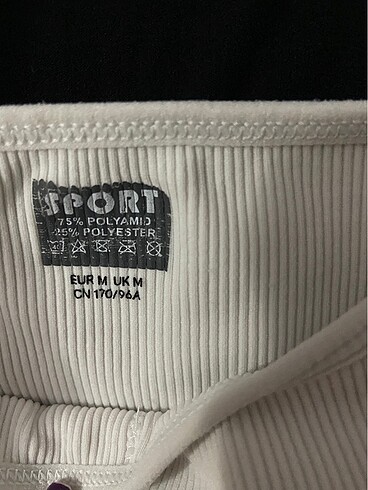 SPORT
75% POLYAMID
25% POLYESTER
EUR M UK M
CN 170/96A